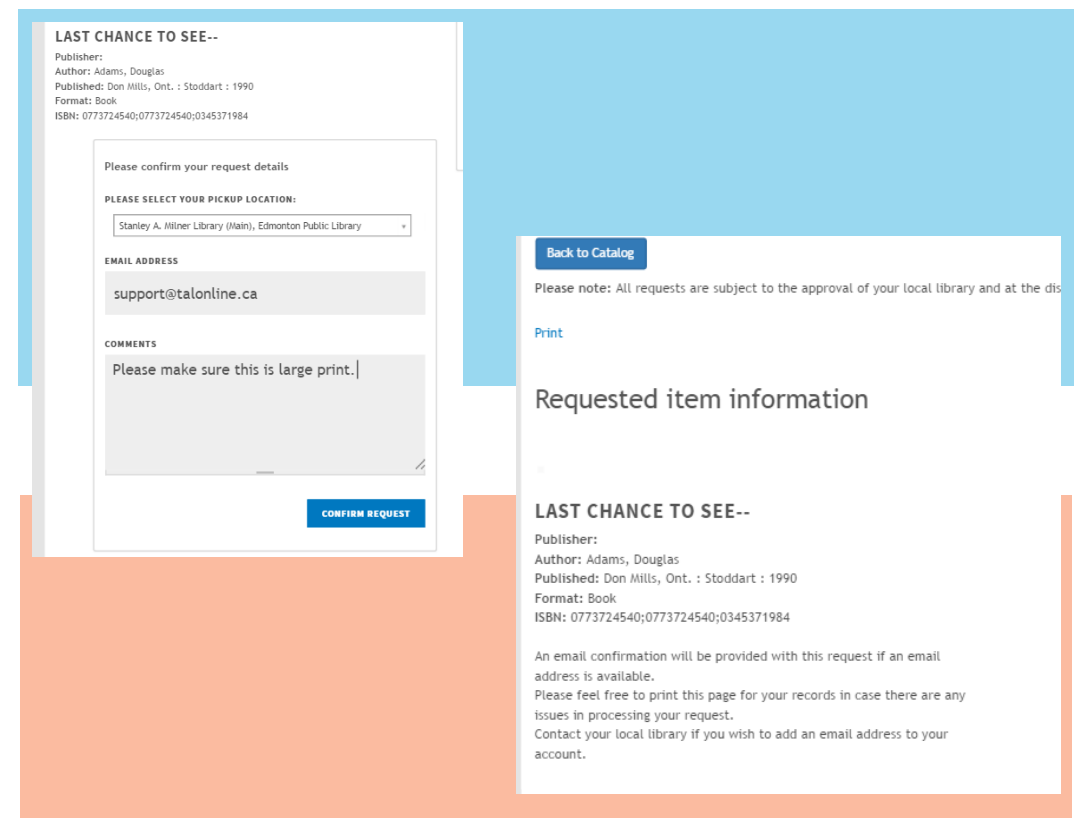 LAST CHANCE TO SEE--
Publisher:
Author: Adams, Douglas
Published: Don Mills, Ont. : Stoddart : 1990
Format: Book
ISBN: 0773724540;0773724540;0345371984
Please confirm your request details
PLEASE SELECT YOUR PICKUP LOCATION:
Stanley A. Milner Library (Main), Edmonton Public Library
EMAIL ADDRESS
support@talonline.ca
COMMENTS
Please make sure this is large print.
CONFIRM REQUEST
Back to Catalog
Please note: All requests are subject to the approval of your local library and at the dis
Print
Requested item information
LAST CHANCE TO SEE--
Publisher:
Author: Adams, Douglas
Published: Don Mills, Ont. : Stoddart : 1990
Format: Book
ISBN: 0773724540;0773724540;0345371984
An email confirmation will be provided with this request if an email
address is available.
Please feel free to print this page for your records in case there are any
issues in processing your request.
Contact your local library if you wish to add an email address to your
account.